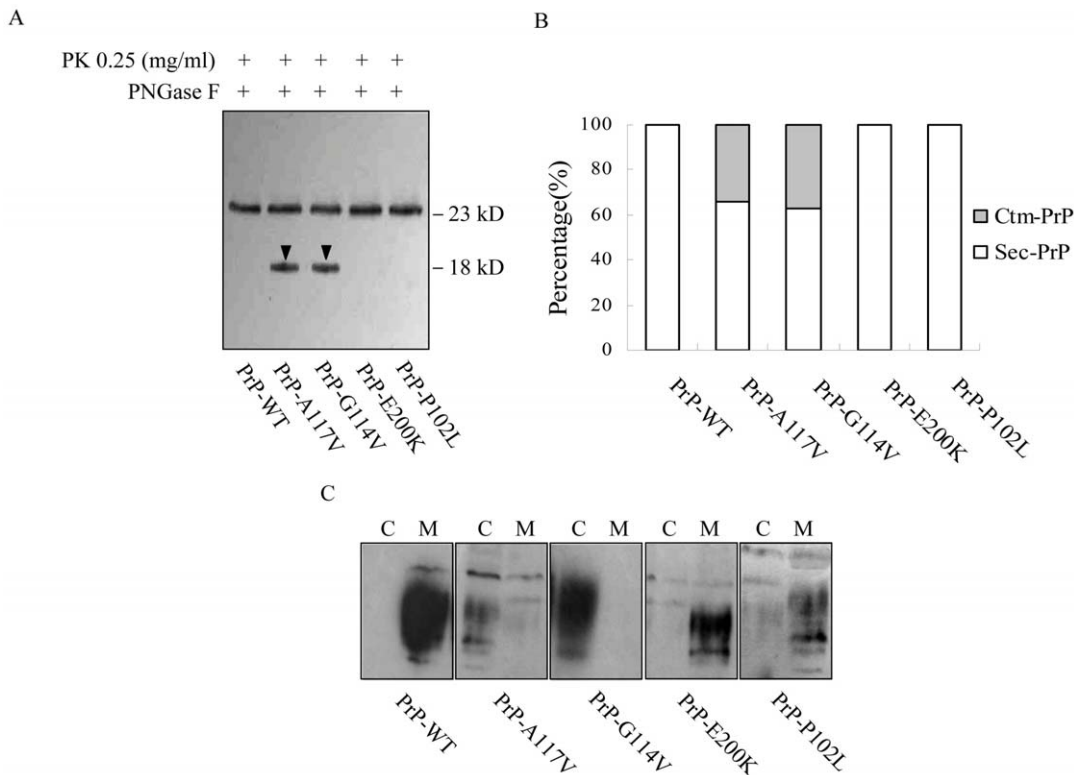 A
PK 0.25 (mg/ml) + + + + +
PNGase F + + + + +
– 23 kD
– 18 kD
PrP-WT
PrP-A117V
PrP-G114V
PrP-E200K
PrP-P102L
B
Percentage(%)
100
80
60
40
20
0
PrP-WT
PrP-A117V
PrP-G114V
PrP-E200K
PrP-P102L
Ctm-PrP
Sec-PrP
C
C M C M C M C M C M
PrP-WT
PrP-A117V
PrP-G114V
PrP-E200K
PrP-P102L